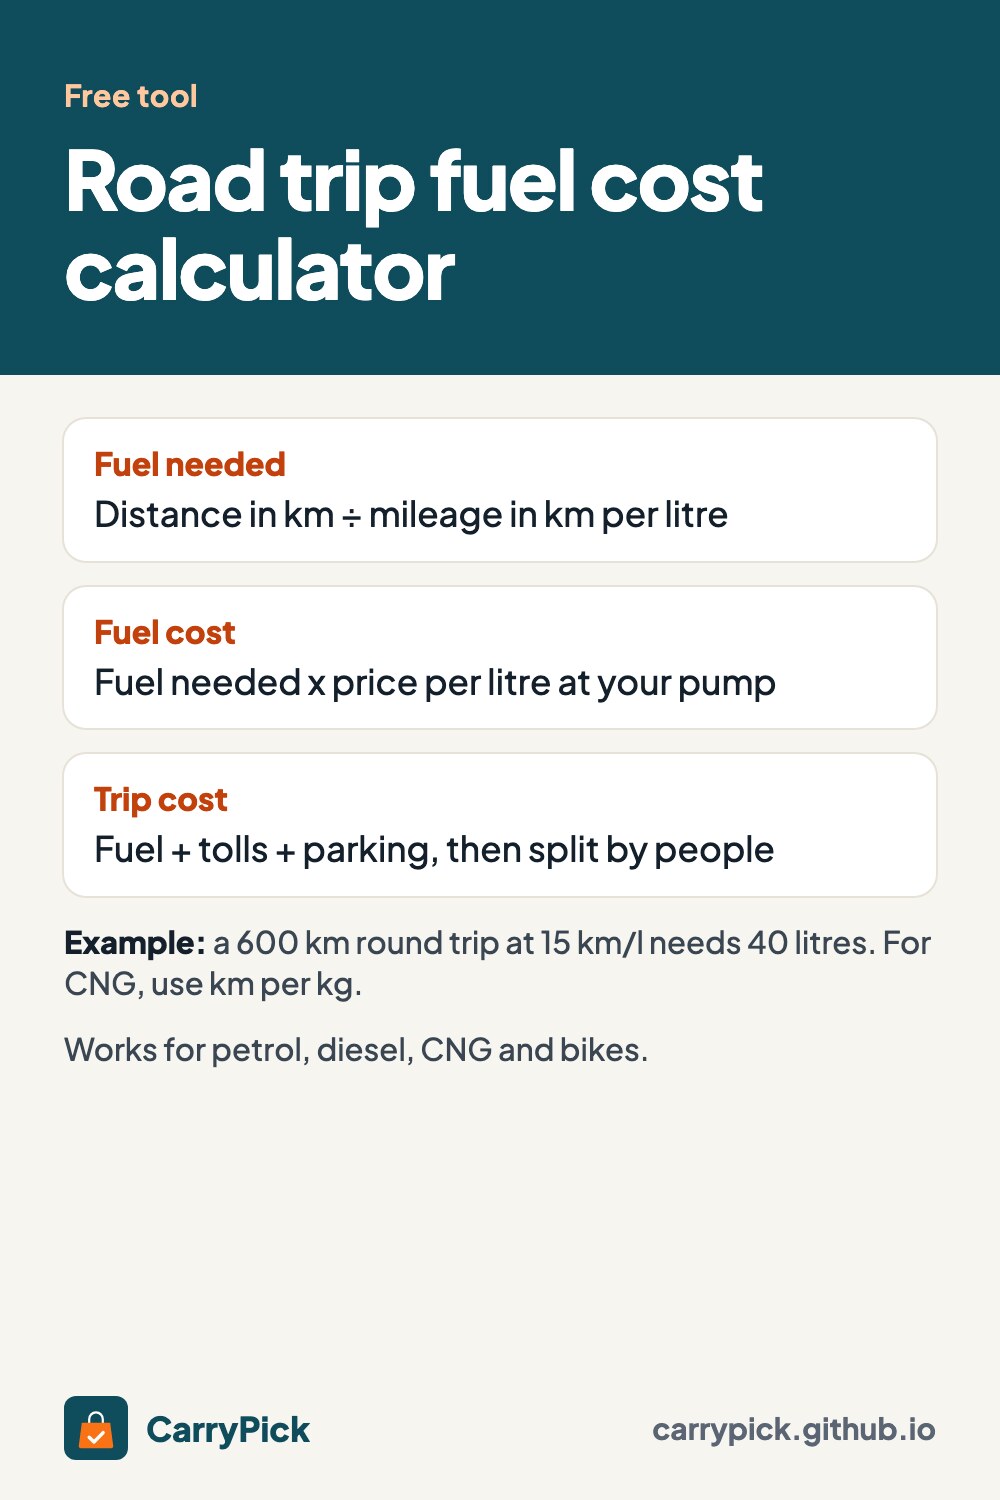 Free tool
Road trip fuel cost
calculator
Fuel needed
Distance in km ÷ mileage in km per litre
Fuel cost
Fuel needed x price per litre at your pump
Trip cost
Fuel + tolls + parking, then split by people
Example: a 600 km round trip at 15 km/l needs 40 litres. For
CNG, use km per kg.
Works for petrol, diesel, CNG and bikes.
CarryPick
carrypick.github.io